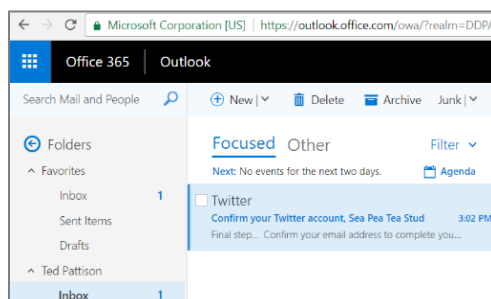 Microsoft Corporation [US] | https://outlook.office.com/owa/?realm=DDPA
Office 365 Outlook
Search Mail and People New | Delete Archive Junk |
Folders Focused Other Filter
Favorites Next: No events for the next two days. Agenda
Inbox 1 Twitter
Sent Items Confirm your Twitter account, Sea Pea Tea Stud 3:02 PM
Drafts Final step... Confirm your email address to complete you...
Ted Pattison
Inbox 1